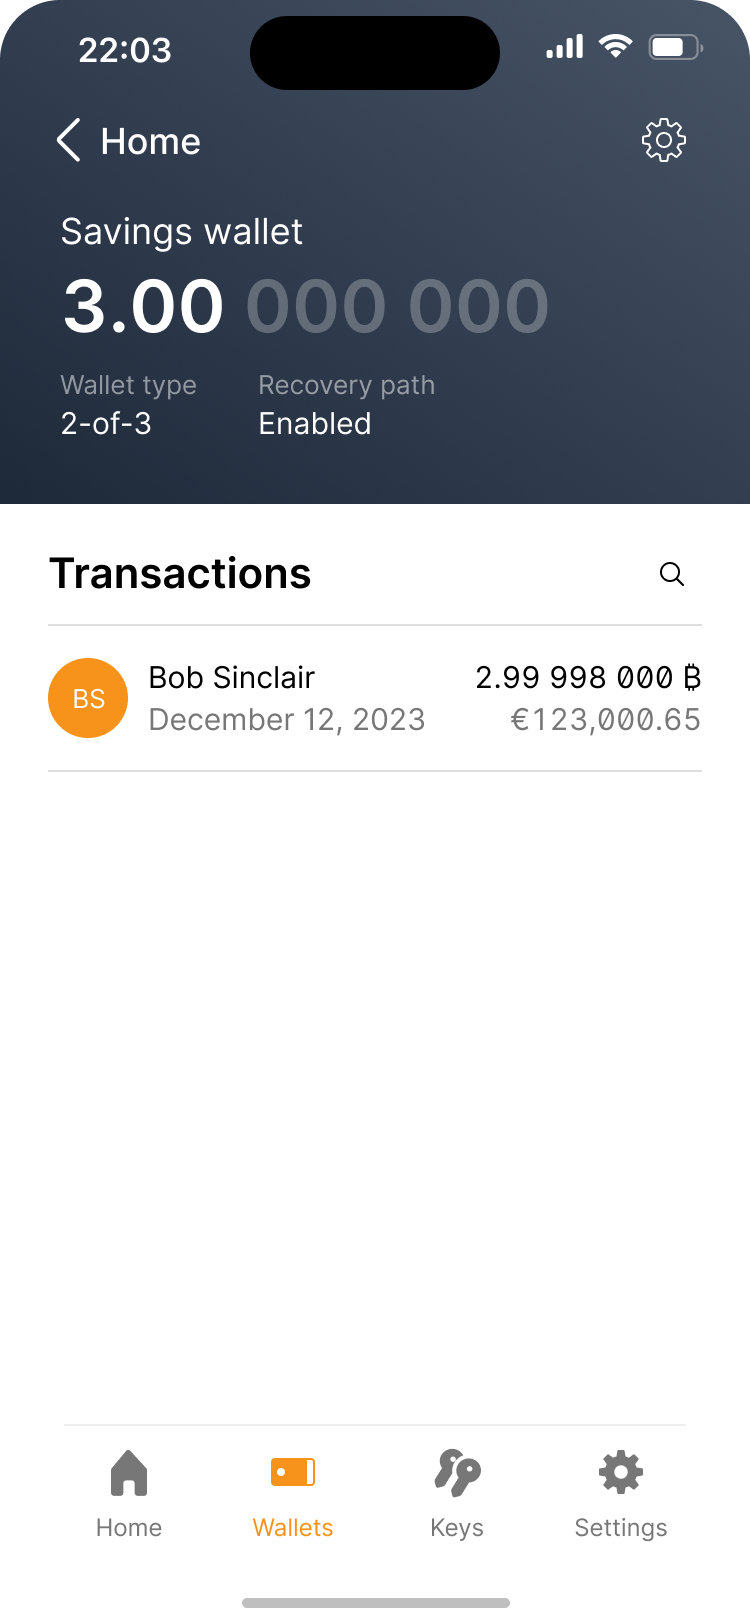 22:03
Home
Savings wallet
3.00 000 000
Wallet type Recovery path
2-of-3 Enabled
Transactions
BS Bob Sinclair 2.99 998 000 ₿
December 12, 2023 €123,000.65
Home Wallets Keys Settings